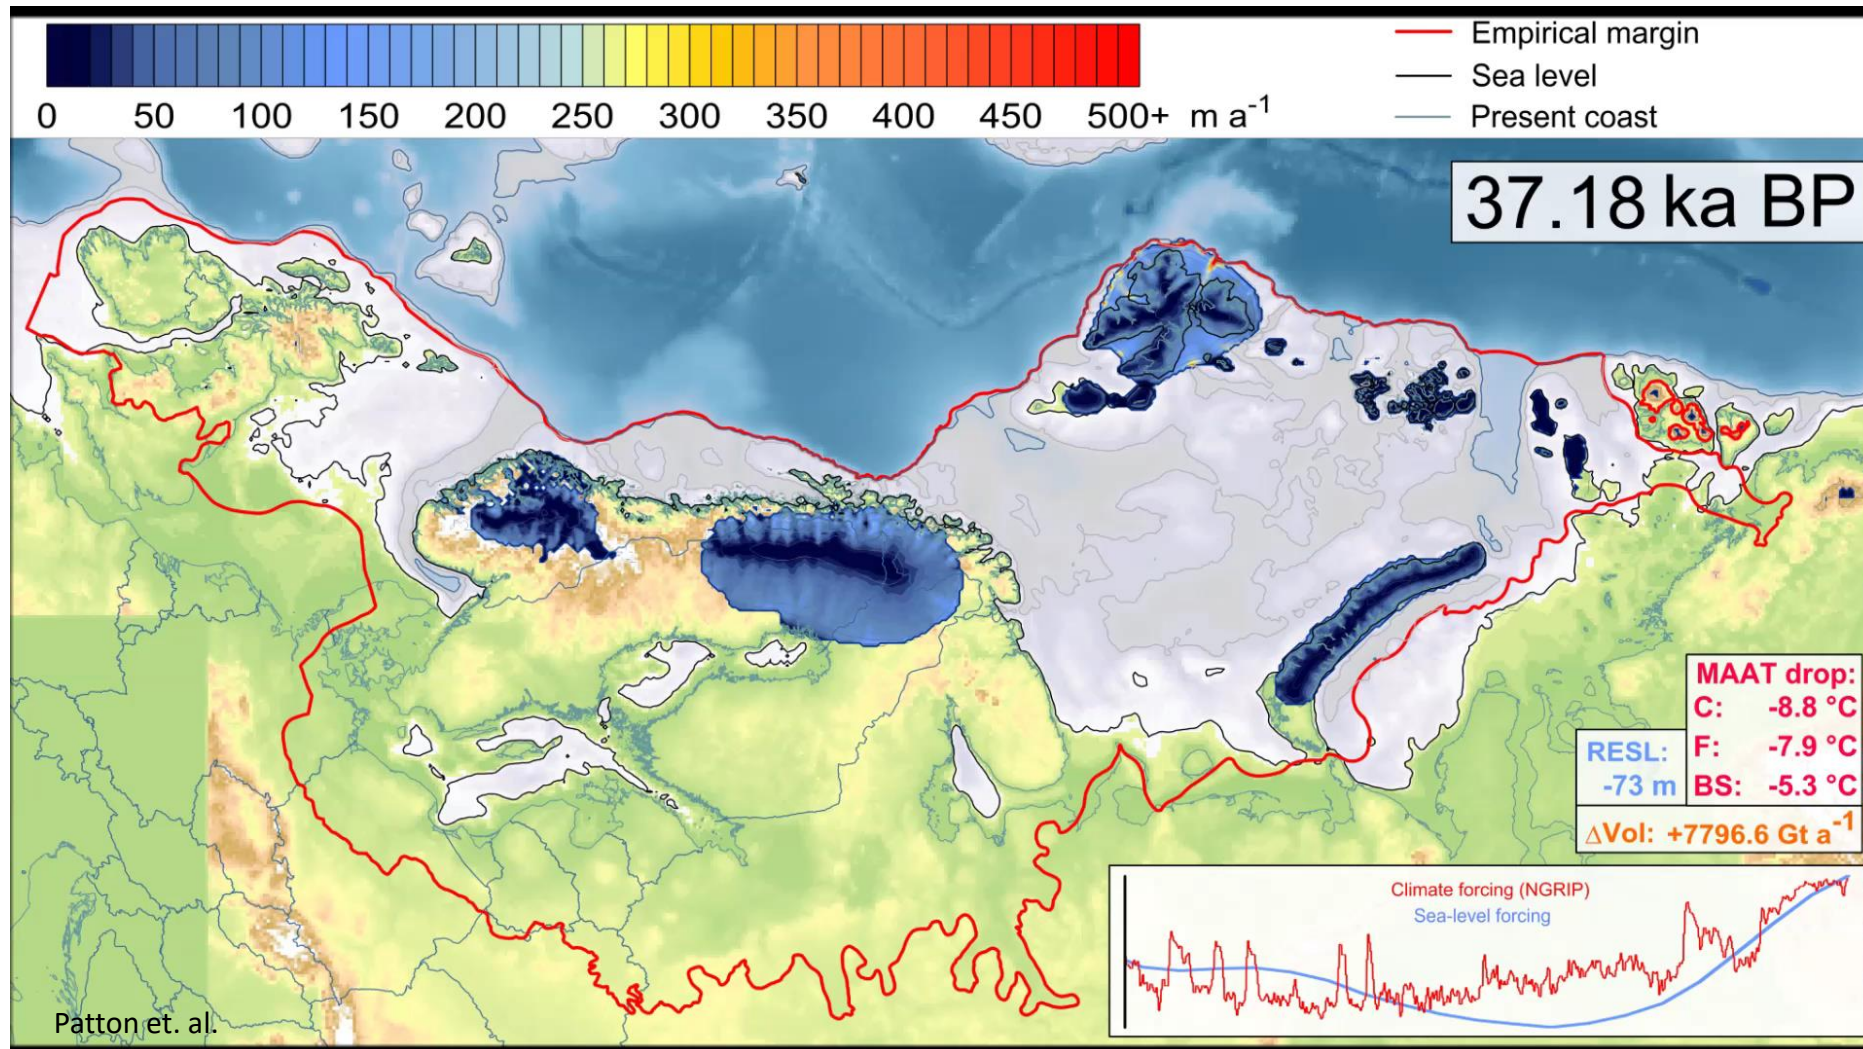 0 50 100 150 200 250 300 350 400 450 500+ m a⁻¹
Empirical margin
Sea level
Present coast
37.18 ka BP
MAAT drop:
C: -8.8 °C
F: -7.9 °C
BS: -5.3 °C
RESL:
-73 m
ΔVol: +7796.6 Gt a⁻¹
Climate forcing (NGRIP)
Sea-level forcing
Patton et. al.